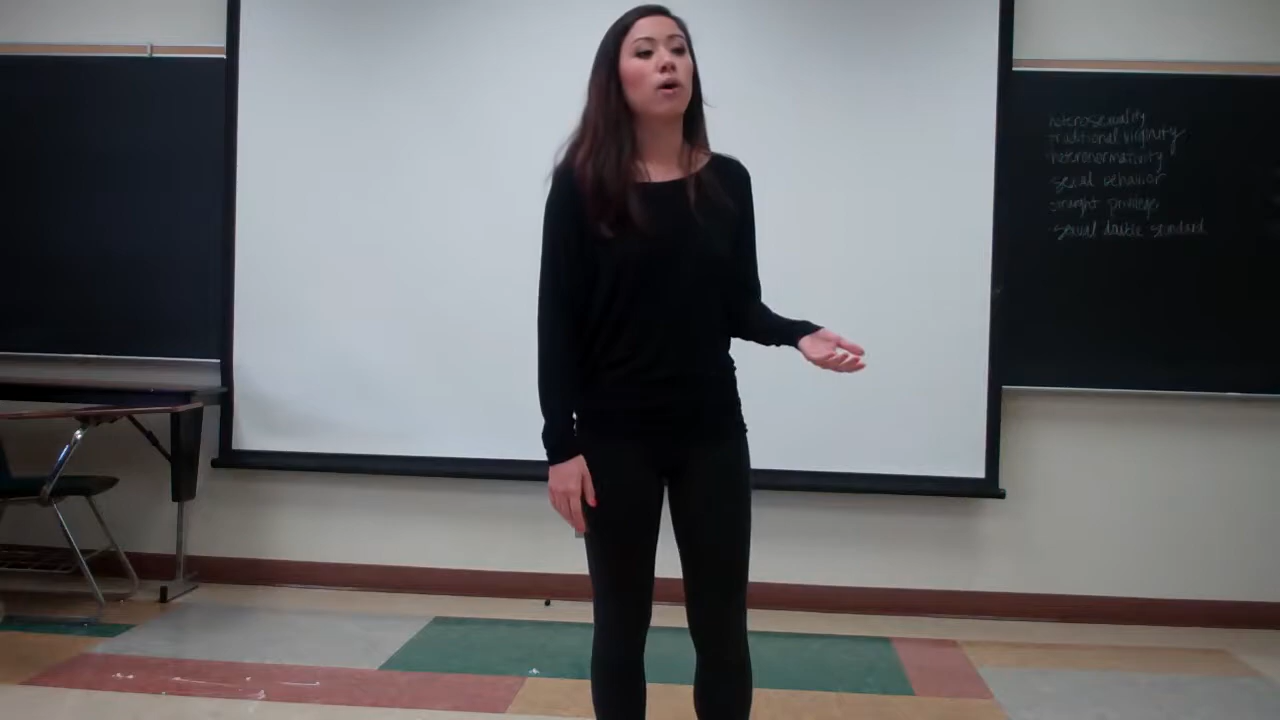 heterosexuality
traditional virginity
heteronormativity
sexual behavior
straight privilege
sexual double standard